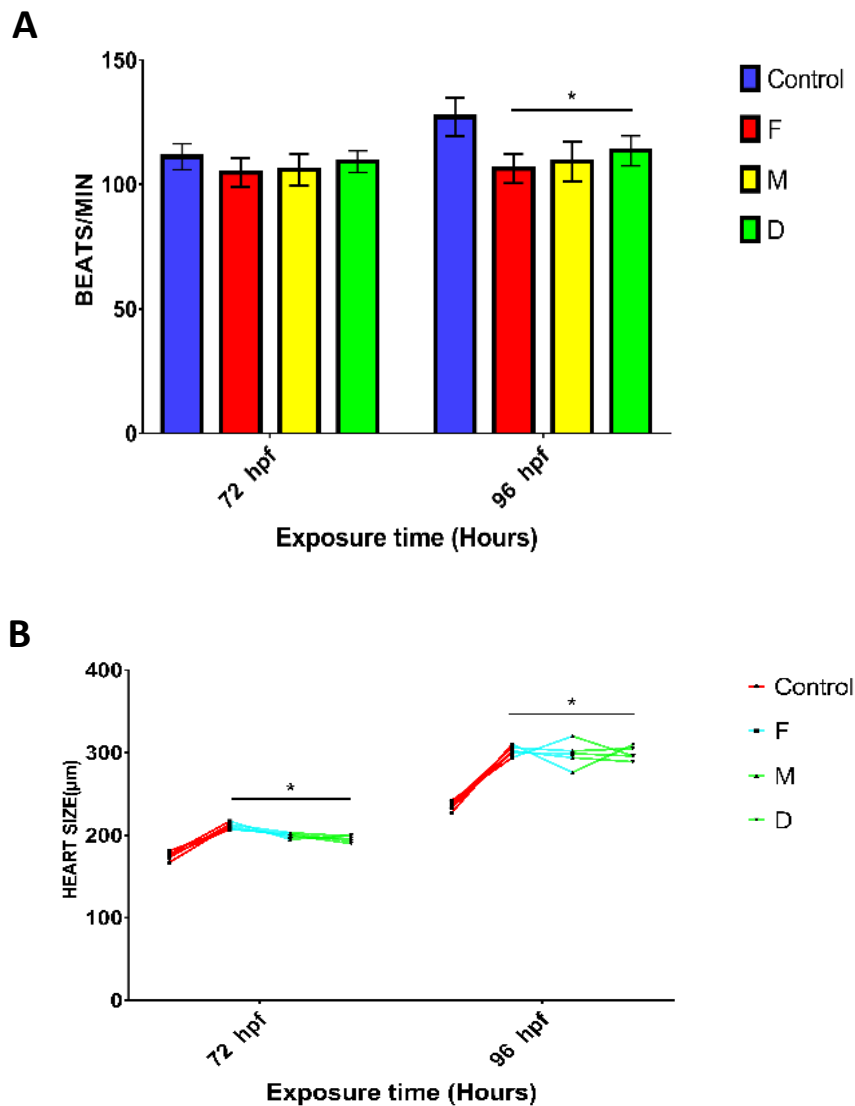 A
150
100
50
0
BEATS/MIN
*
Control
F
M
D
72 hpf
96 hpf
Exposure time (Hours)
B
400
300
200
100
0
HEART SIZE(µm)
*
*
Control
F
M
D
72 hpf
96 hpf
Exposure time (Hours)